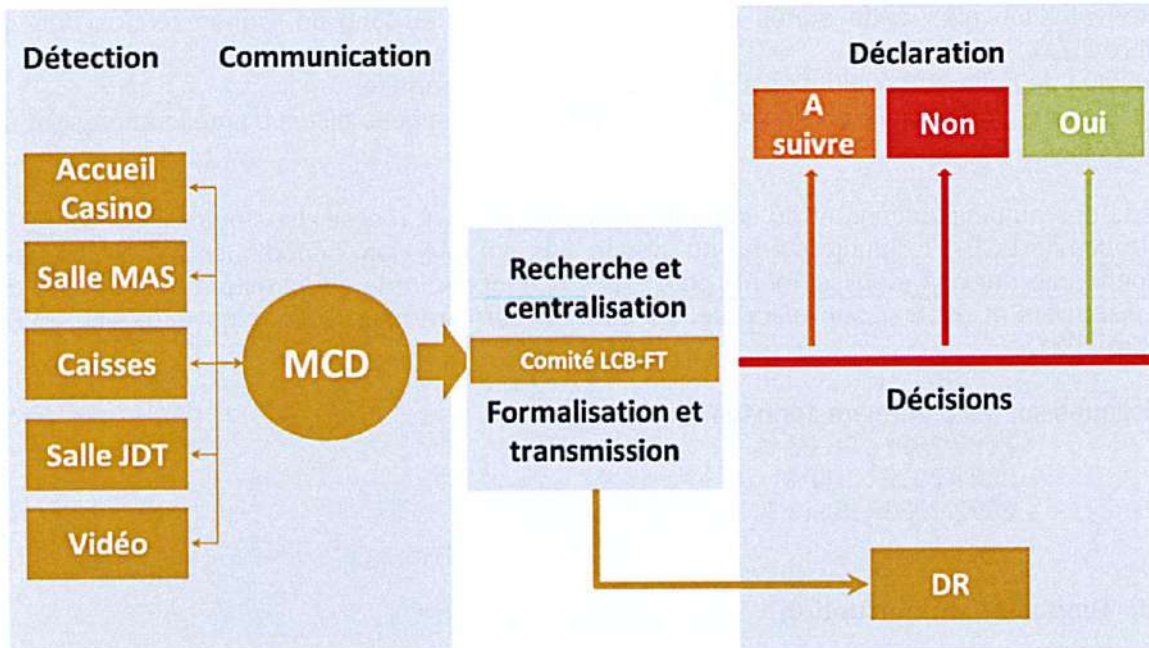 Détection
Communication
Accueil
Casino
Salle MAS
Caisses
Salle JDT
Vidéo
MCD
Recherche et
centralisation
Comité LCB-FT
Formalisation et
transmission
Déclaration
A
suivre
Non
Oui
Décisions
DR